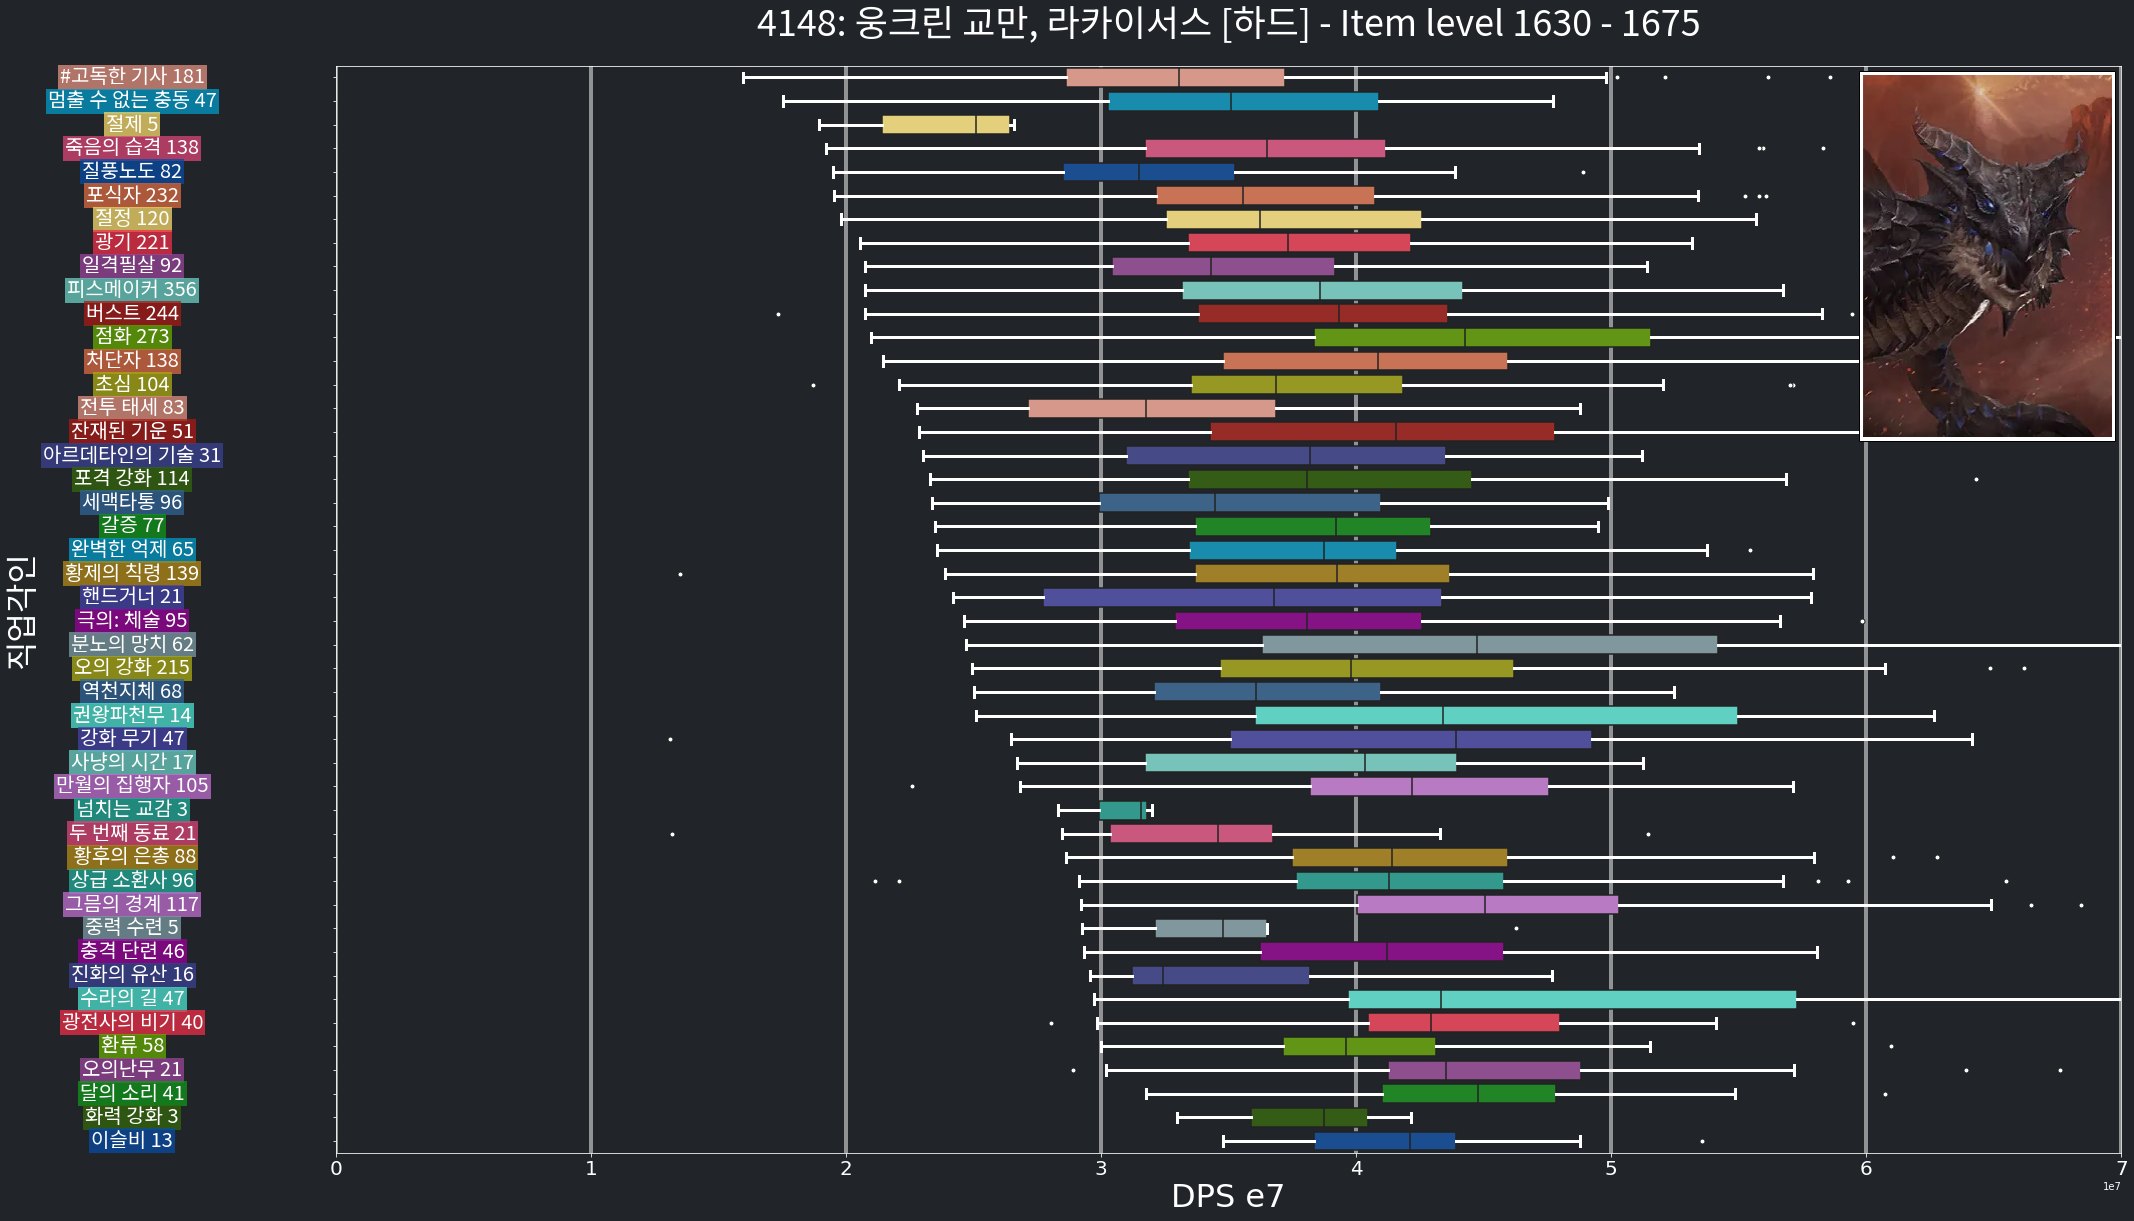 4148: 웅크린 교만, 라카이서스 [하드] - Item level 1630 - 1675
직업각인
#고독한 기사 181
멈출 수 없는 충동 47
절제 5
죽음의 습격 138
질풍노도 82
포식자 232
절정 120
광기 221
일격필살 92
피스메이커 356
버스트 244
점화 273
처단자 138
초심 104
전투 태세 83
잔재된 기운 51
아르데타인의 기술 31
포격 강화 114
세맥타통 96
갈증 77
완벽한 억제 65
황제의 칙령 139
핸드거너 21
극의: 체술 95
분노의 망치 62
오의 강화 215
역천지체 68
권왕파천무 14
강화 무기 47
사냥의 시간 17
만월의 집행자 105
넘치는 교감 3
두 번째 동료 21
황후의 은총 88
상급 소환사 96
그믐의 경계 117
중력 수련 5
충격 단련 46
진화의 유산 16
수라의 길 47
광전사의 비기 40
환류 58
오의난무 21
달의 소리 41
화력 강화 3
이슬비 13
0 1 2 3 4 5 6 7
1e7
DPS e7